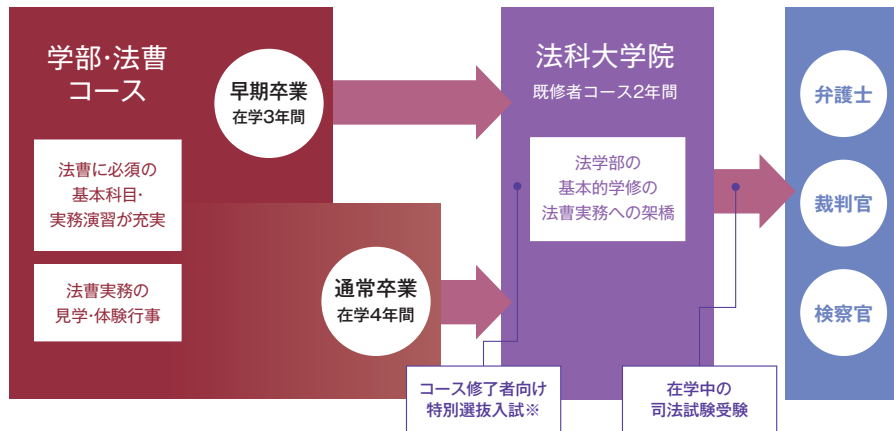 学部・法曹
コース
早期卒業
在学3年間
法曹に必須の
基本科目・
実務演習が充実
法曹実務の
見学・体験行事
通常卒業
在学4年間
コース修了者向け
特別選抜入試※
法科大学院
既修者コース2年間
法学部の
基本的学修の
法曹実務への架橋
在学中の
司法試験受験
弁護士
裁判官
検察官